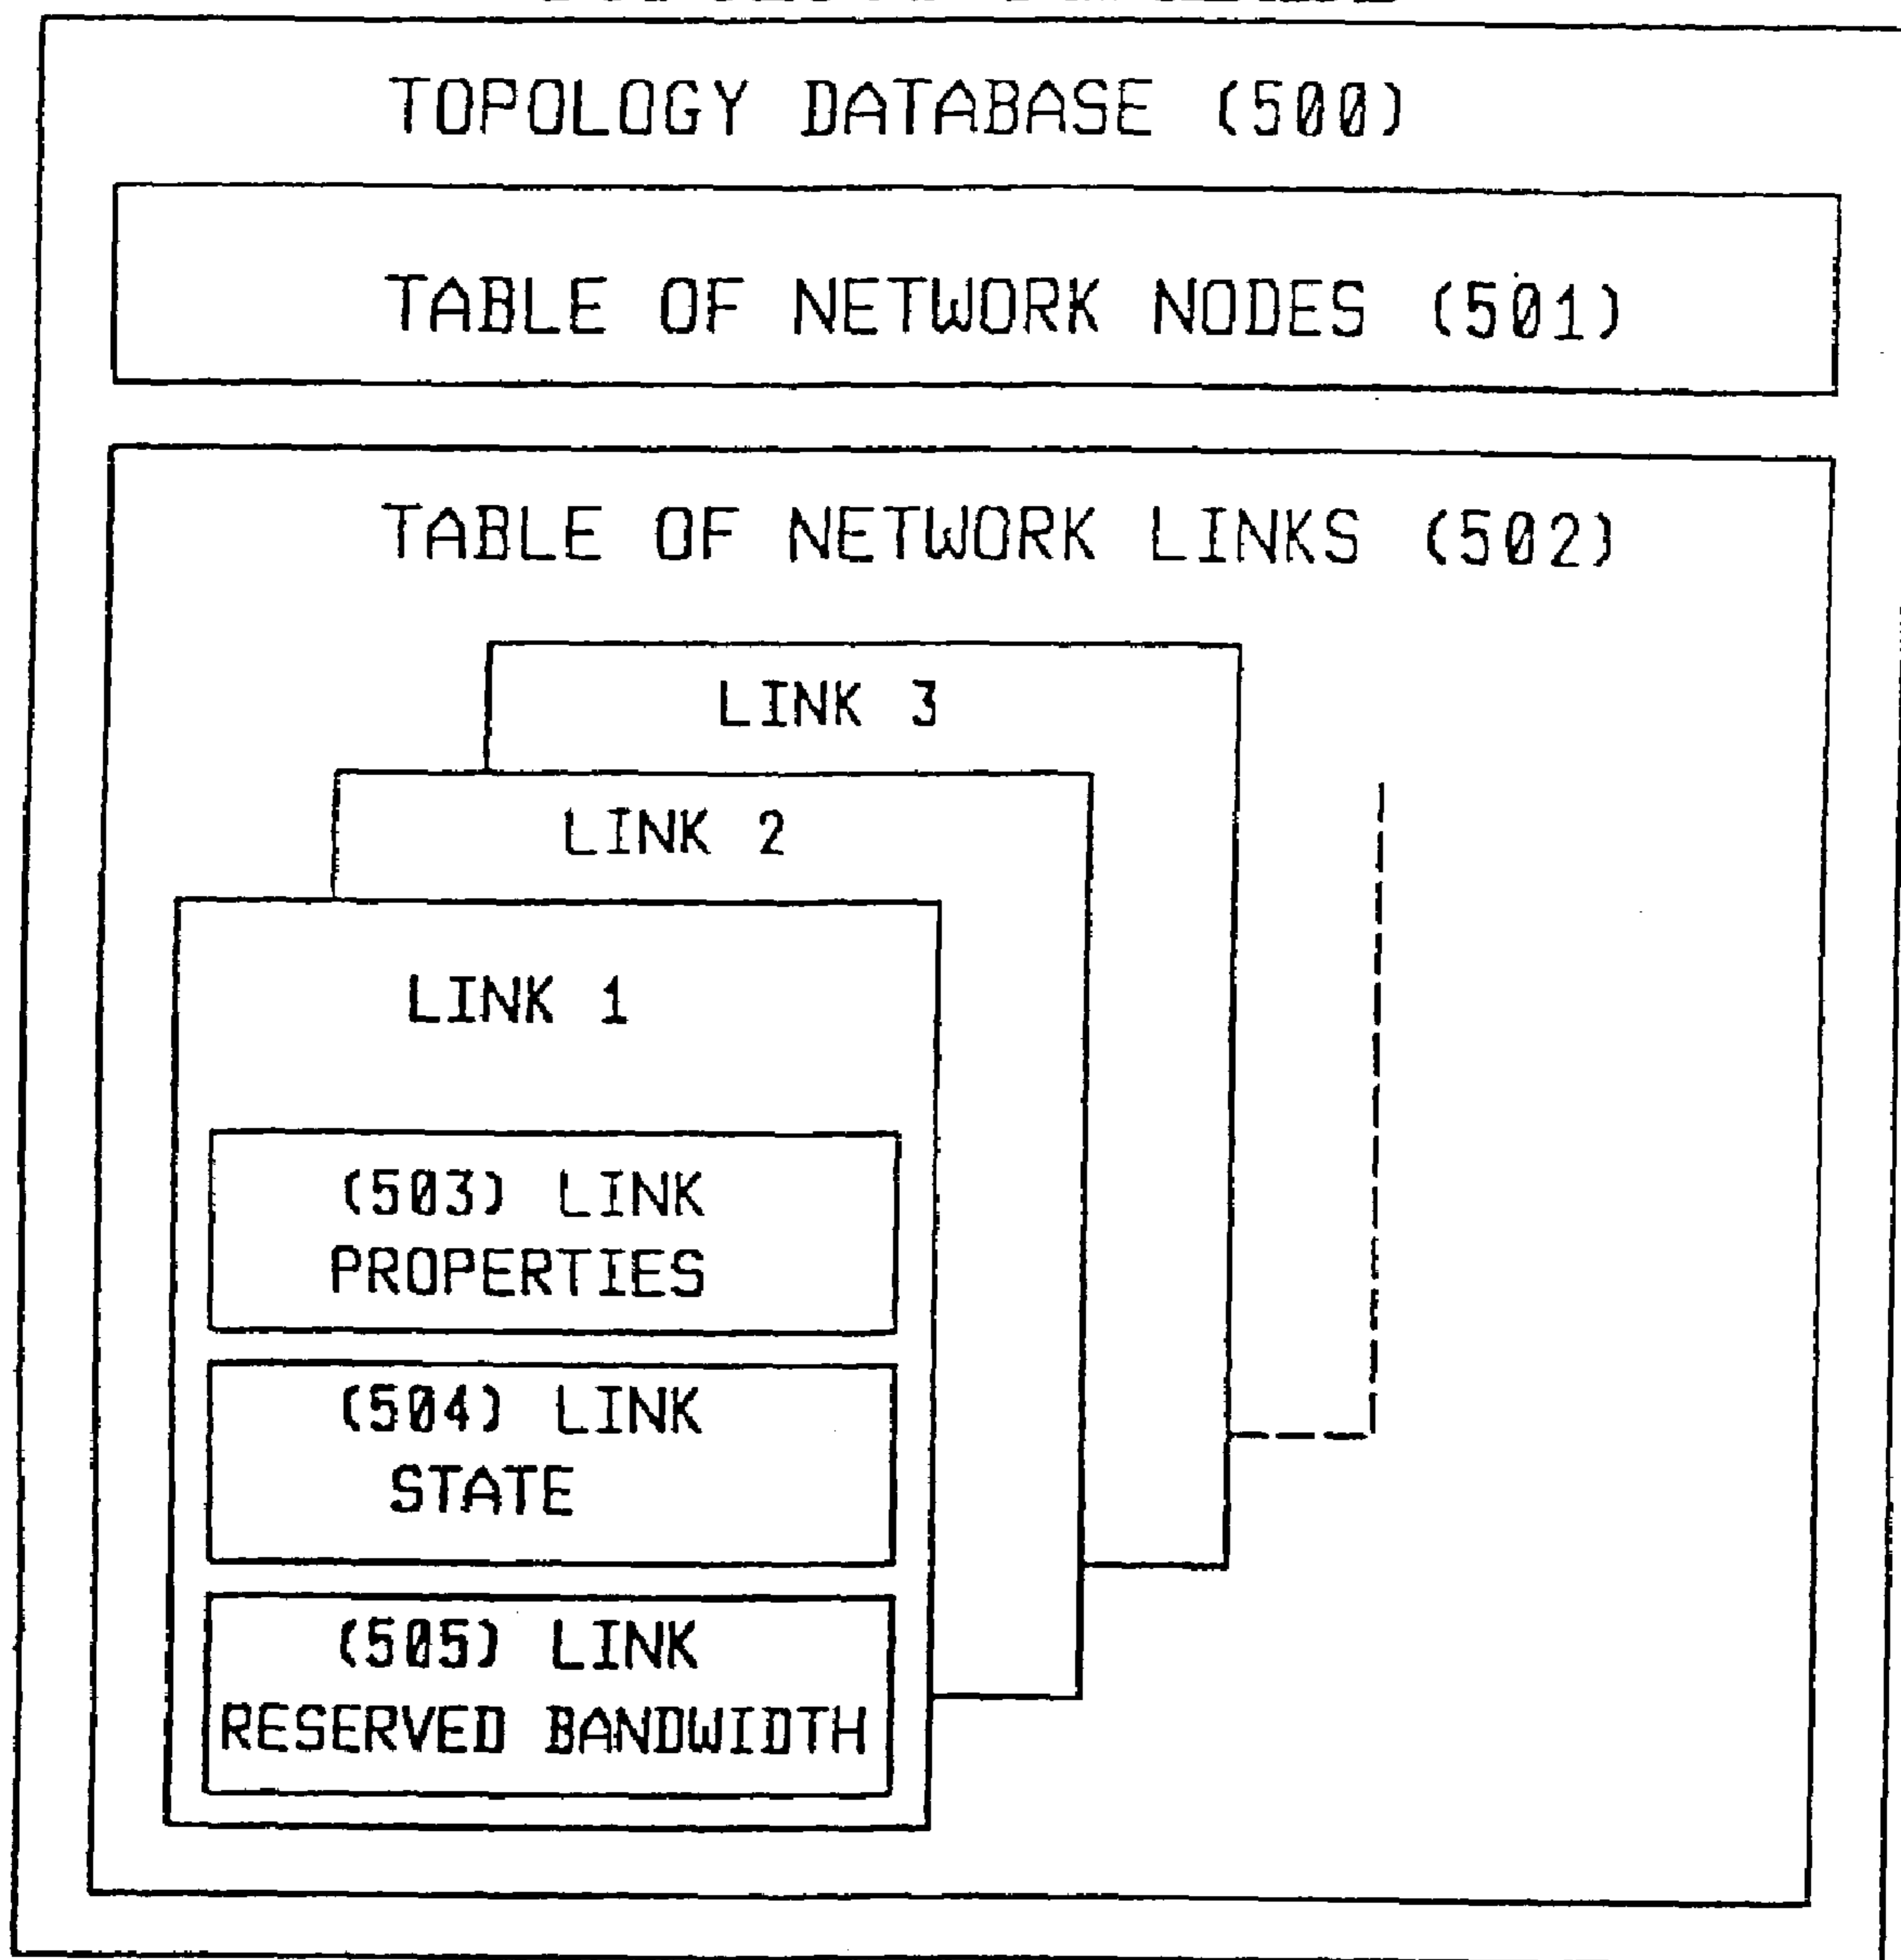 TOPOLOGY DATABASE (500)
TABLE OF NETWORK NODES (501)
TABLE OF NETWORK LINKS (502)
LINK 3
LINK 2
LINK 1
(503) LINK
PROPERTIES
(504) LINK
STATE
(505) LINK
RESERVED BANDWIDTH